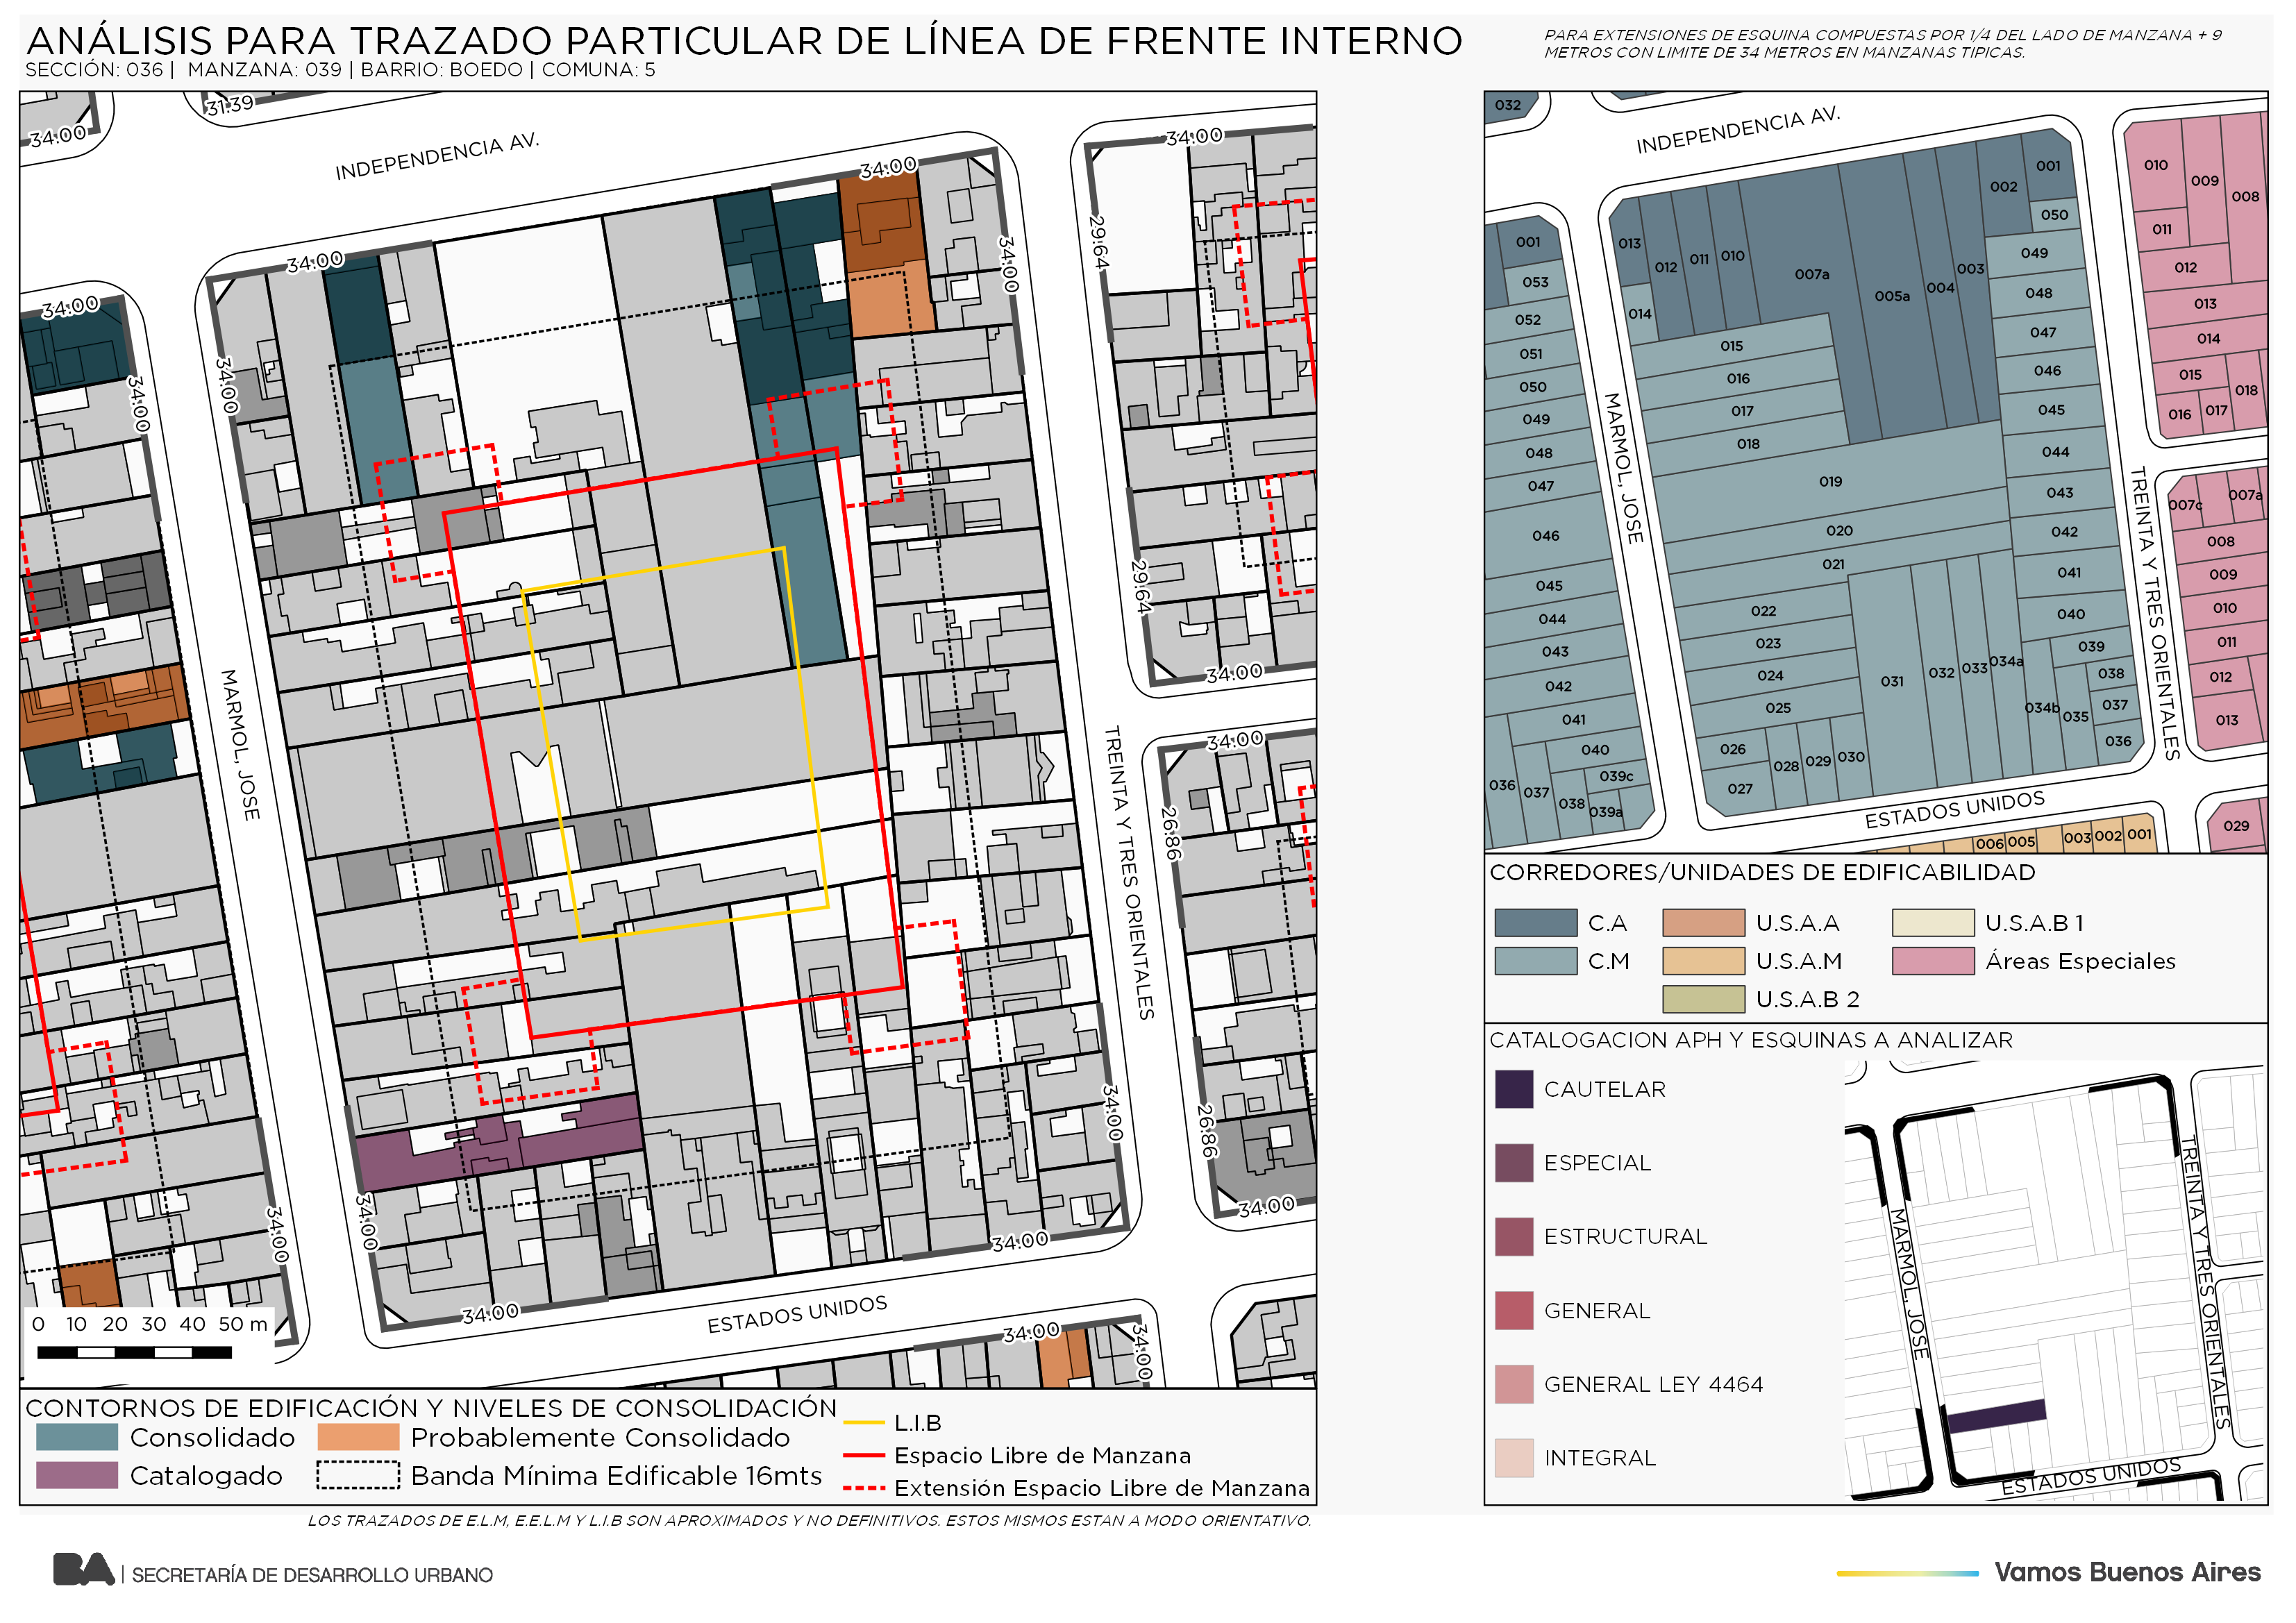 ANÁLISIS PARA TRAZADO PARTICULAR DE LÍNEA DE FRENTE INTERNO
SECCIÓN: 036 | MANZANA: 039 | BARRIO: BOEDO | COMUNA: 5
PARA EXTENSIONES DE ESQUINA COMPUESTAS POR 1/4 DEL LADO DE MANZANA + 9
METROS CON LIMITE DE 34 METROS EN MANZANAS TIPICAS.
31.39
34.00
INDEPENDENCIA AV.
34.00
34.00
34.00
34.00
29.64
34.00
34.00
34.00
34.00
29.64
34.00
MARMOL, JOSE
TREINTA Y TRES ORIENTALES
34.00
26.86
34.00
26.86
34.00
34.00
34.00
34.00
34.00
ESTADOS UNIDOS
34.00
34.00
0 10 20 30 40 50 m
CONTORNOS DE EDIFICACIÓN Y NIVELES DE CONSOLIDACIÓN
Consolidado
Probablemente Consolidado
Catalogado
Banda Mínima Edificable 16mts
L.I.B
Espacio Libre de Manzana
Extensión Espacio Libre de Manzana
LOS TRAZADOS DE E.L.M, E.E.L.M Y L.I.B SON APROXIMADOS Y NO DEFINITIVOS. ESTOS MISMOS ESTAN A MODO ORIENTATIVO.
032
INDEPENDENCIA AV.
001
053
052
051
050
049
048
047
046
045
044
043
042
041
040
039c
039a
038
037
036
013
012
011
010
007a
005a
004
003
002
001
050
049
048
047
046
045
044
043
042
041
040
039
038
037
036
035
034b
034a
033
032
031
030
029
028
027
026
025
024
023
022
021
020
019
018
017
016
015
014
010
009
008
011
012
013
014
015
018
016
017
007c
007a
008
009
010
011
012
013
029
MARMOL, JOSE
TREINTA Y TRES ORIENTALES
ESTADOS UNIDOS
006
005
003
002
001
CORREDORES/UNIDADES DE EDIFICABILIDAD
C.A
U.S.A.A
U.S.A.B 1
C.M
U.S.A.M
Áreas Especiales
U.S.A.B 2
CATALOGACION APH Y ESQUINAS A ANALIZAR
CAUTELAR
ESPECIAL
ESTRUCTURAL
GENERAL
GENERAL LEY 4464
INTEGRAL
MARMOL, JOSE
TREINTA Y TRES ORIENTALES
ESTADOS UNIDOS
BA | SECRETARÍA DE DESARROLLO URBANO
Vamos Buenos Aires